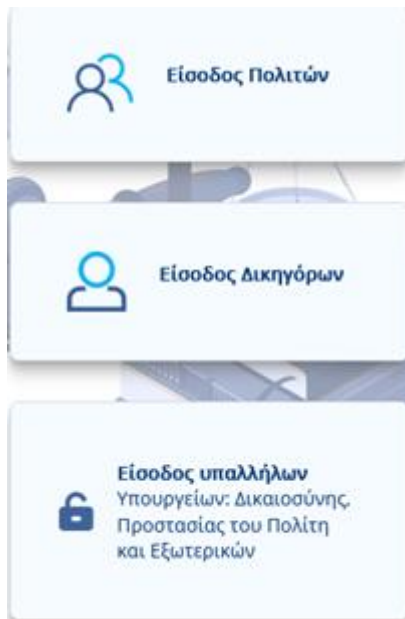 Είσοδος Πολιτών
Είσοδος Δικηγόρων
Είσοδος υπαλλήλων
Υπουργείων: Δικαιοσύνης,
Προστασίας του Πολίτη
και Εξωτερικών